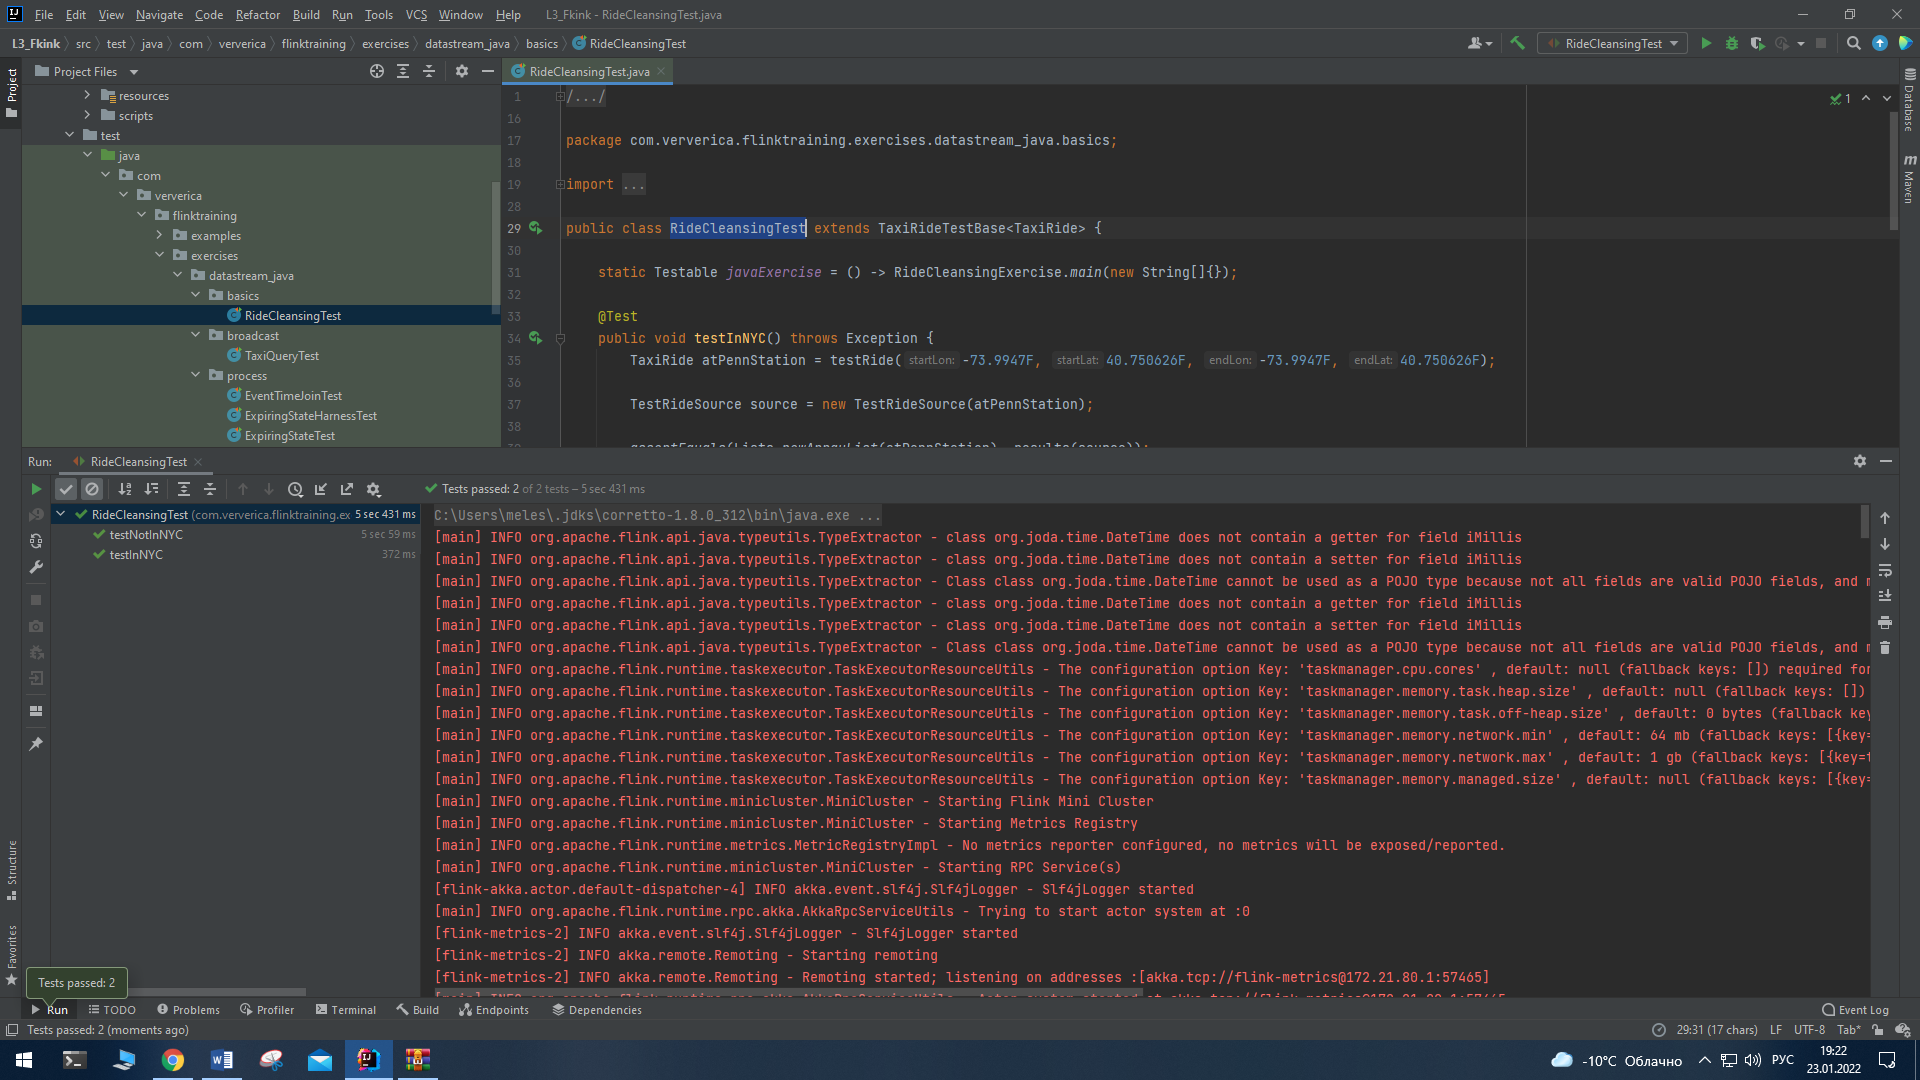 File Edit View Navigate Code Refactor Build Run Tools VCS Window Help L3_Fkink - RideCleansingTest.java
L3_Fkink src test java com ververica flinktraining exercises datastream_java basics RideCleansingTest
RideCleansingTest
Project
Project Files
resources
scripts
test
java
com
ververica
flinktraining
examples
exercises
datastream_java
basics
RideCleansingTest
broadcast
TaxiQueryTest
process
EventTimeJoinTest
ExpiringStateHarnessTest
ExpiringStateTest
RideCleansingTest.java
1 /.../
16
17 package com.ververica.flinktraining.exercises.datastream_java.basics;
18
19 import ...
28
29 public class RideCleansingTest extends TaxiRideTestBase<TaxiRide> {
30
31 static Testable javaExercise = () -> RideCleansingExercise.main(new String[]{});
32
33 @Test
34 public void testInNYC() throws Exception {
35 TaxiRide atPennStation = testRide( startLon: -73.9947F, startLat: 40.750626F, endLon: -73.9947F, endLat: 40.750626F);
36
37 TestRideSource source = new TestRideSource(atPennStation);
38
1
Database
Maven
Run: RideCleansingTest
Tests passed: 2 of 2 tests – 5 sec 431 ms
RideCleansingTest (com.ververica.flinktraining.ex 5 sec 431 ms
testNotInNYC 5 sec 59 ms
testInNYC 372 ms
C:\Users\meles\.jdks\corretto-1.8.0_312\bin\java.exe ...
[main] INFO org.apache.flink.api.java.typeutils.TypeExtractor - class org.joda.time.DateTime does not contain a getter for field iMillis
[main] INFO org.apache.flink.api.java.typeutils.TypeExtractor - class org.joda.time.DateTime does not contain a setter for field iMillis
[main] INFO org.apache.flink.api.java.typeutils.TypeExtractor - Class class org.joda.time.DateTime cannot be used as a POJO type because not all fields are valid POJO fields, and m
[main] INFO org.apache.flink.api.java.typeutils.TypeExtractor - class org.joda.time.DateTime does not contain a getter for field iMillis
[main] INFO org.apache.flink.api.java.typeutils.TypeExtractor - class org.joda.time.DateTime does not contain a setter for field iMillis
[main] INFO org.apache.flink.api.java.typeutils.TypeExtractor - Class class org.joda.time.DateTime cannot be used as a POJO type because not all fields are valid POJO fields, and m
[main] INFO org.apache.flink.runtime.taskexecutor.TaskExecutorResourceUtils - The configuration option Key: 'taskmanager.cpu.cores' , default: null (fallback keys: []) required for
[main] INFO org.apache.flink.runtime.taskexecutor.TaskExecutorResourceUtils - The configuration option Key: 'taskmanager.memory.task.heap.size' , default: null (fallback keys: [])
[main] INFO org.apache.flink.runtime.taskexecutor.TaskExecutorResourceUtils - The configuration option Key: 'taskmanager.memory.task.off-heap.size' , default: 0 bytes (fallback key
[main] INFO org.apache.flink.runtime.taskexecutor.TaskExecutorResourceUtils - The configuration option Key: 'taskmanager.memory.network.min' , default: 64 mb (fallback keys: [{key=
[main] INFO org.apache.flink.runtime.taskexecutor.TaskExecutorResourceUtils - The configuration option Key: 'taskmanager.memory.network.max' , default: 1 gb (fallback keys: [{key=t
[main] INFO org.apache.flink.runtime.taskexecutor.TaskExecutorResourceUtils - The configuration option Key: 'taskmanager.memory.managed.size' , default: null (fallback keys: [{key=
[main] INFO org.apache.flink.runtime.minicluster.MiniCluster - Starting Flink Mini Cluster
[main] INFO org.apache.flink.runtime.minicluster.MiniCluster - Starting Metrics Registry
[main] INFO org.apache.flink.runtime.metrics.MetricRegistryImpl - No metrics reporter configured, no metrics will be exposed/reported.
[main] INFO org.apache.flink.runtime.minicluster.MiniCluster - Starting RPC Service(s)
[flink-akka.actor.default-dispatcher-4] INFO akka.event.slf4j.Slf4jLogger - Slf4jLogger started
[main] INFO org.apache.flink.runtime.rpc.akka.AkkaRpcServiceUtils - Trying to start actor system at :0
[flink-metrics-2] INFO akka.event.slf4j.Slf4jLogger - Slf4jLogger started
[flink-metrics-2] INFO akka.remote.Remoting - Starting remoting
[flink-metrics-2] INFO akka.remote.Remoting - Remoting started; listening on addresses :[akka.tcp://flink-metrics@172.21.80.1:57465]
Structure
Favorites
Tests passed: 2
Run TODO Problems Profiler Terminal Build Endpoints Dependencies Event Log
Tests passed: 2 (moments ago) 29:31 (17 chars) LF UTF-8 Tab*
-10°C Облачно РУС 19:22
23.01.2022